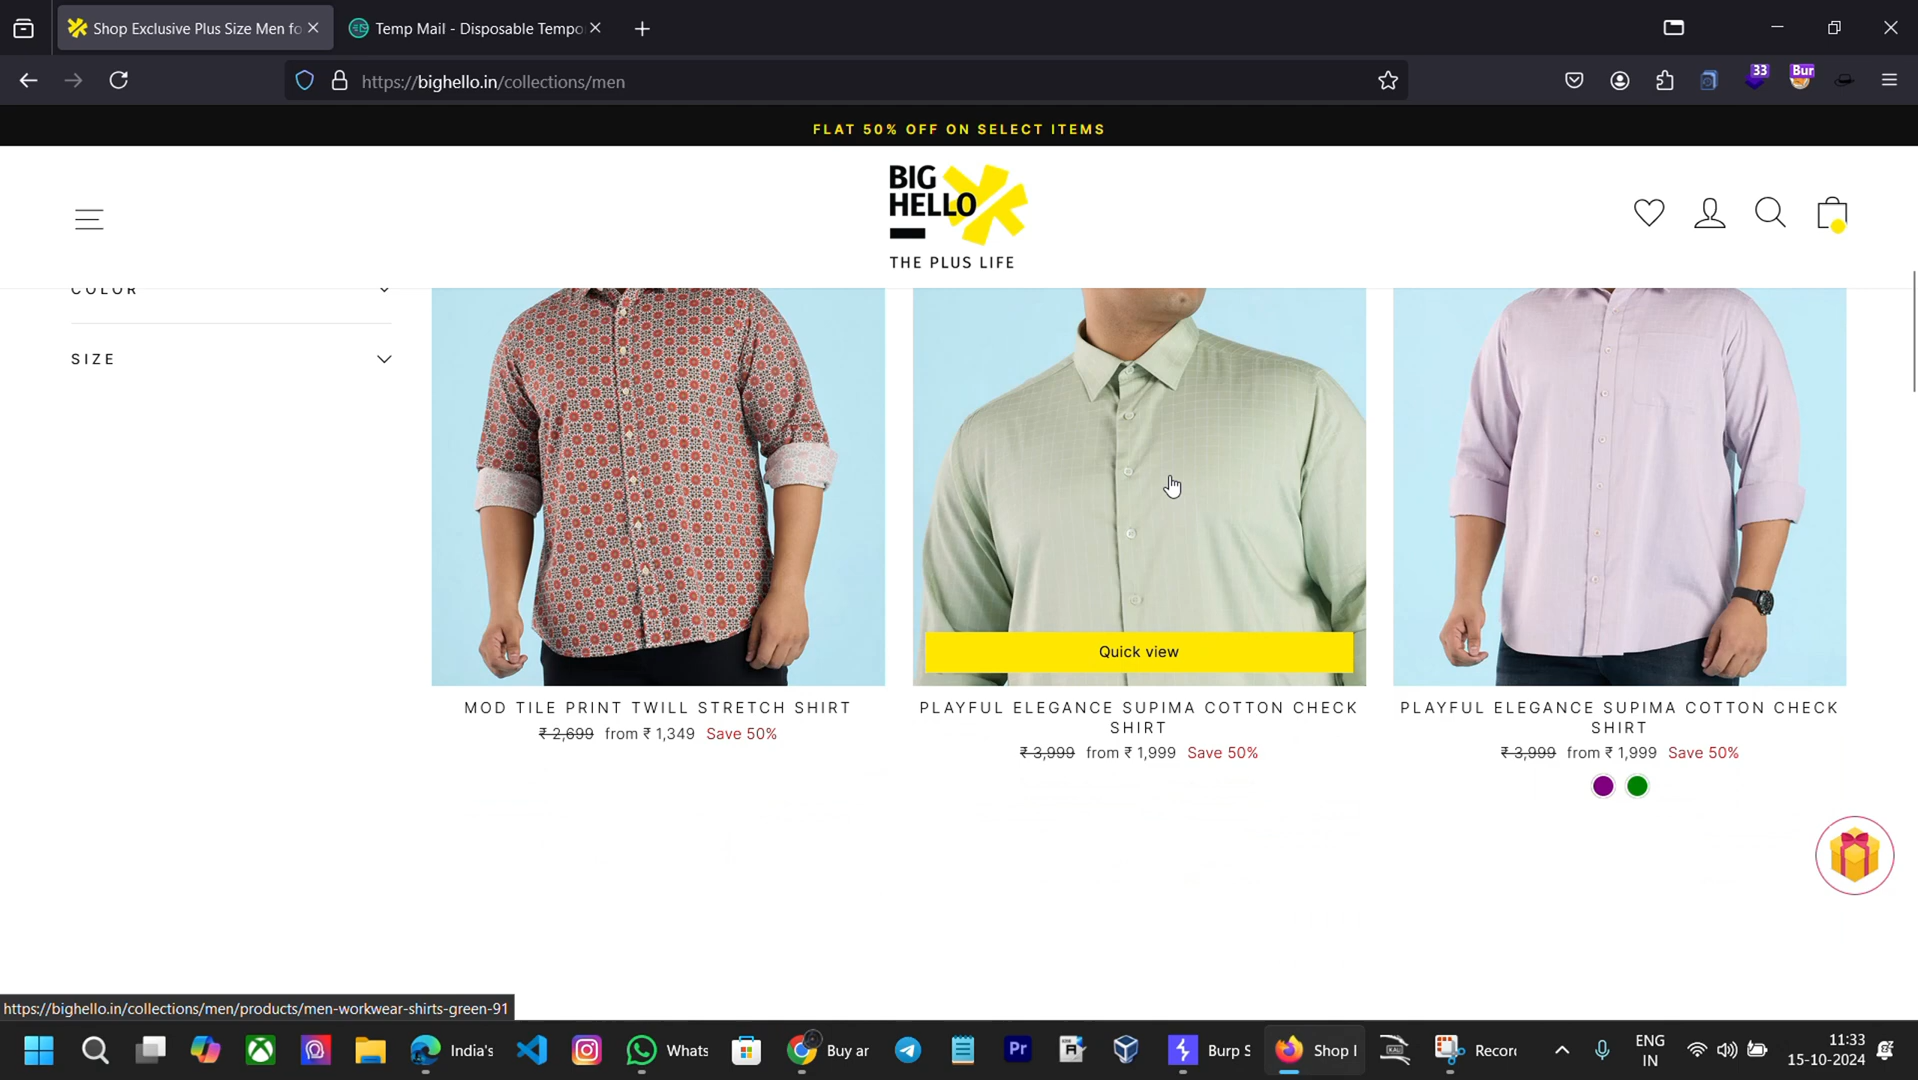 Shop Exclusive Plus Size Men fo
Temp Mail - Disposable Tempo
https://bighello.in/collections/men
33
Bur
FLAT 50% OFF ON SELECT ITEMS
BIG
HELLO
THE PLUS LIFE
COLOR
SIZE
Quick view
MOD TILE PRINT TWILL STRETCH SHIRT
₹ 2,699 from ₹ 1,349 Save 50%
PLAYFUL ELEGANCE SUPIMA COTTON CHECK
SHIRT
₹ 3,999 from ₹ 1,999 Save 50%
PLAYFUL ELEGANCE SUPIMA COTTON CHECK
SHIRT
₹ 3,999 from ₹ 1,999 Save 50%
https://bighello.in/collections/men/products/men-workwear-shirts-green-91
India's
Whats
Buy ar
Pr
Burp S
Shop I
Recor
ENG
IN
11:33
15-10-2024